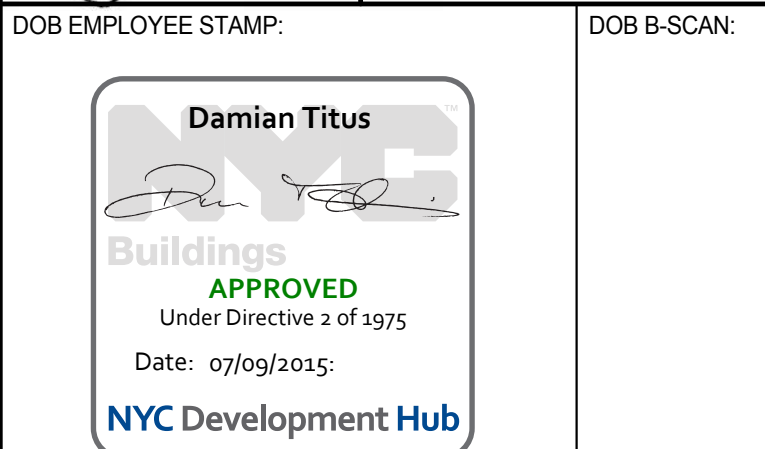 DOB EMPLOYEE STAMP:
DOB B-SCAN:
Damian Titus
NYC™
Buildings
APPROVED
Under Directive 2 of 1975
Date: 07/09/2015:
NYC Development Hub